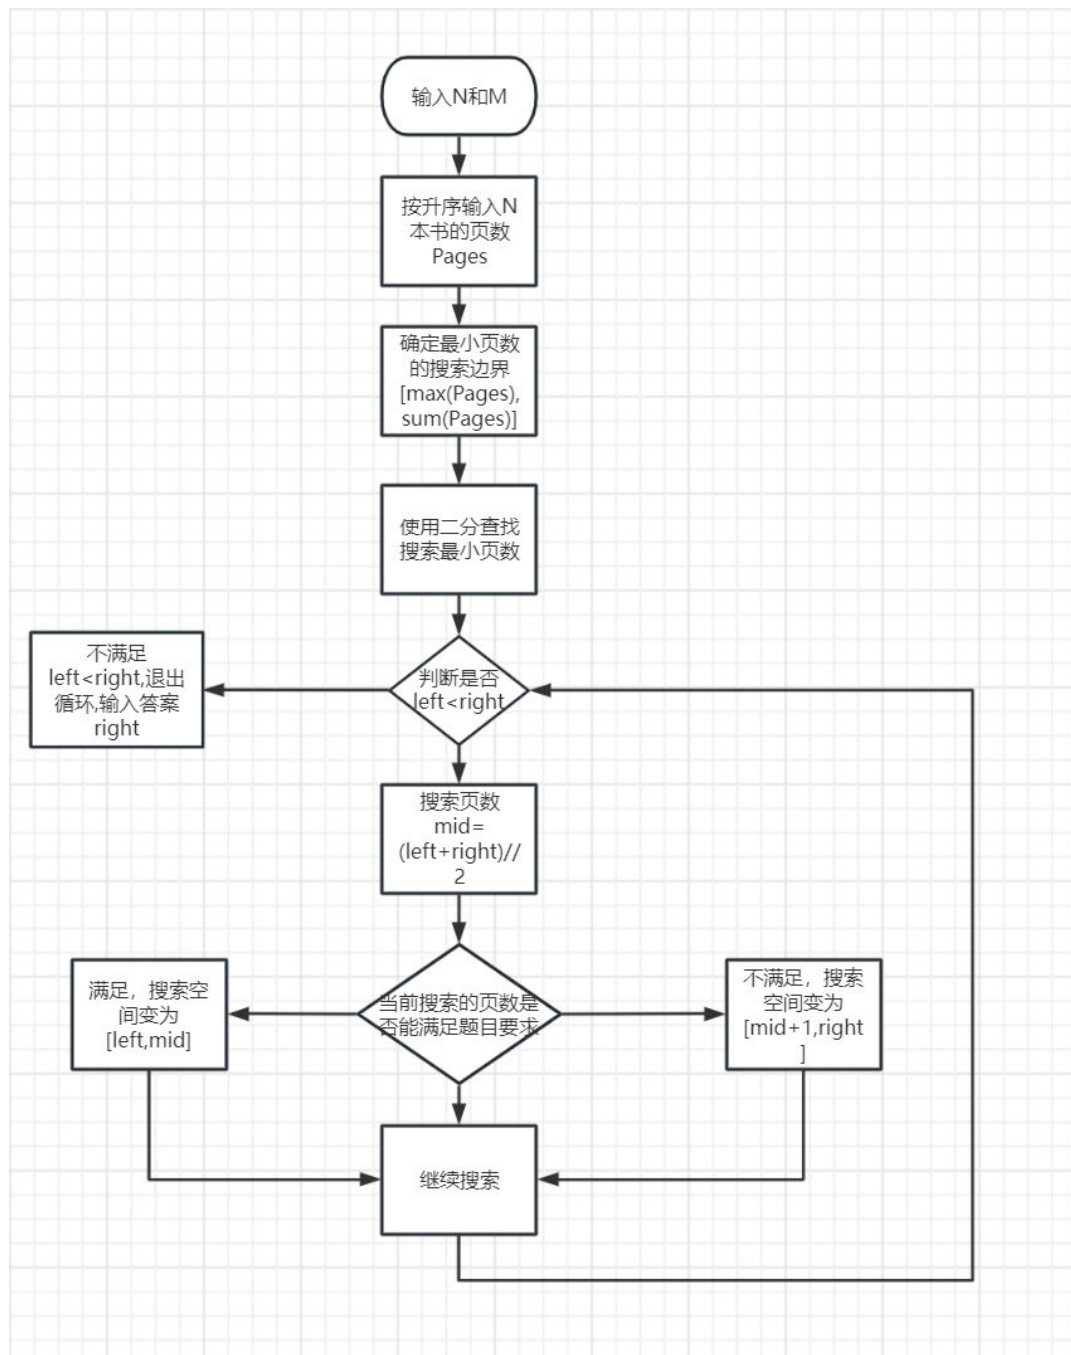 输入N和M
按升序输入N
本书的页数
Pages
确定最小页数
的搜索边界
[max(Pages),
sum(Pages)]
使用二分查找
搜索最小页数
不满足
left<right,退出
循环,输入答案
right
判断是否
left<right
搜索页数
mid=
(left+right)//
2
满足，搜索空
间变为
[left,mid]
当前搜索的页数是
否能满足题目要求
不满足，搜索
空间变为
[mid+1,right
]
继续搜索